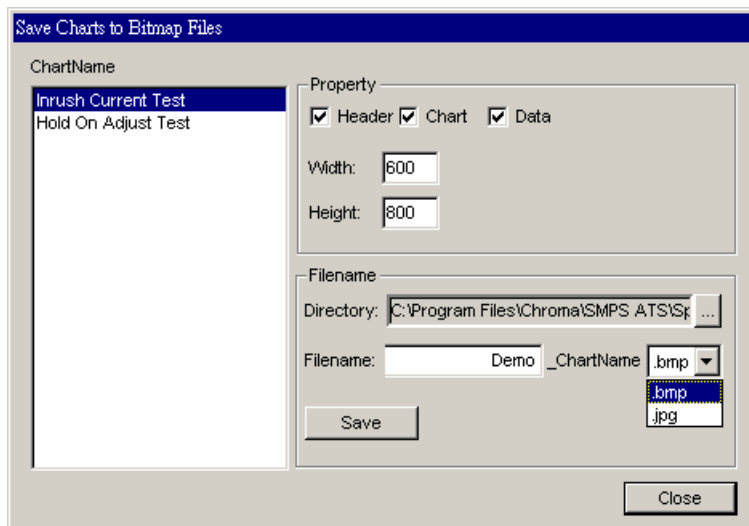 Save Charts to Bitmap Files
ChartName
Inrush Current Test
Hold On Adjust Test
Property
Header Chart Data
Width: 600
Height: 800
Filename
Directory: C:\Program Files\Chroma\SMPS ATS\Sp ...
Filename: Demo _ChartName .bmp
.bmp
.jpg
Save
Close